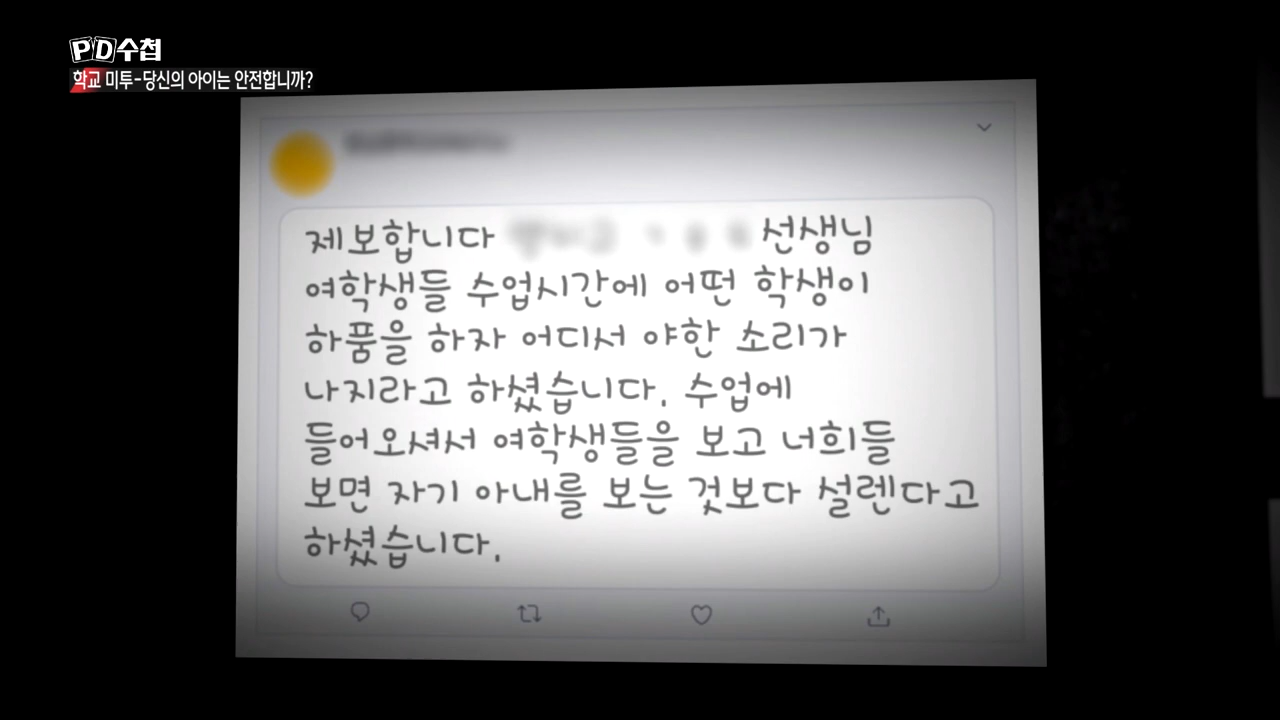 PD수첩
학교 미투-당신의 아이는 안전합니까?
제보합니다 선생님
여학생들 수업시간에 어떤 학생이
하품을 하자 어디서 야한 소리가
나지라고 하셨습니다. 수업에
들어오셔서 여학생들을 보고 너희들
보면 자기 아내를 보는 것보다 설렌다고
하셨습니다.